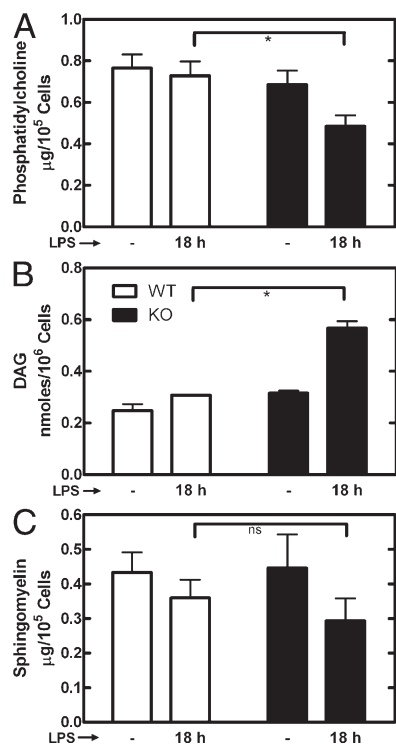 A
Phosphatidylcholine
µg/10⁵ Cells
1.0
0.8
0.6
0.4
0.2
0.0
*
LPS → - 18 h - 18 h
B
DAG
nmoles/10⁶ Cells
0.8
0.6
0.4
0.2
0.0
WT
KO
*
LPS → - 18 h - 18 h
C
Sphingomyelin
µg/10⁵ Cells
0.6
0.5
0.4
0.3
0.2
0.1
0.0
ns
LPS → - 18 h - 18 h